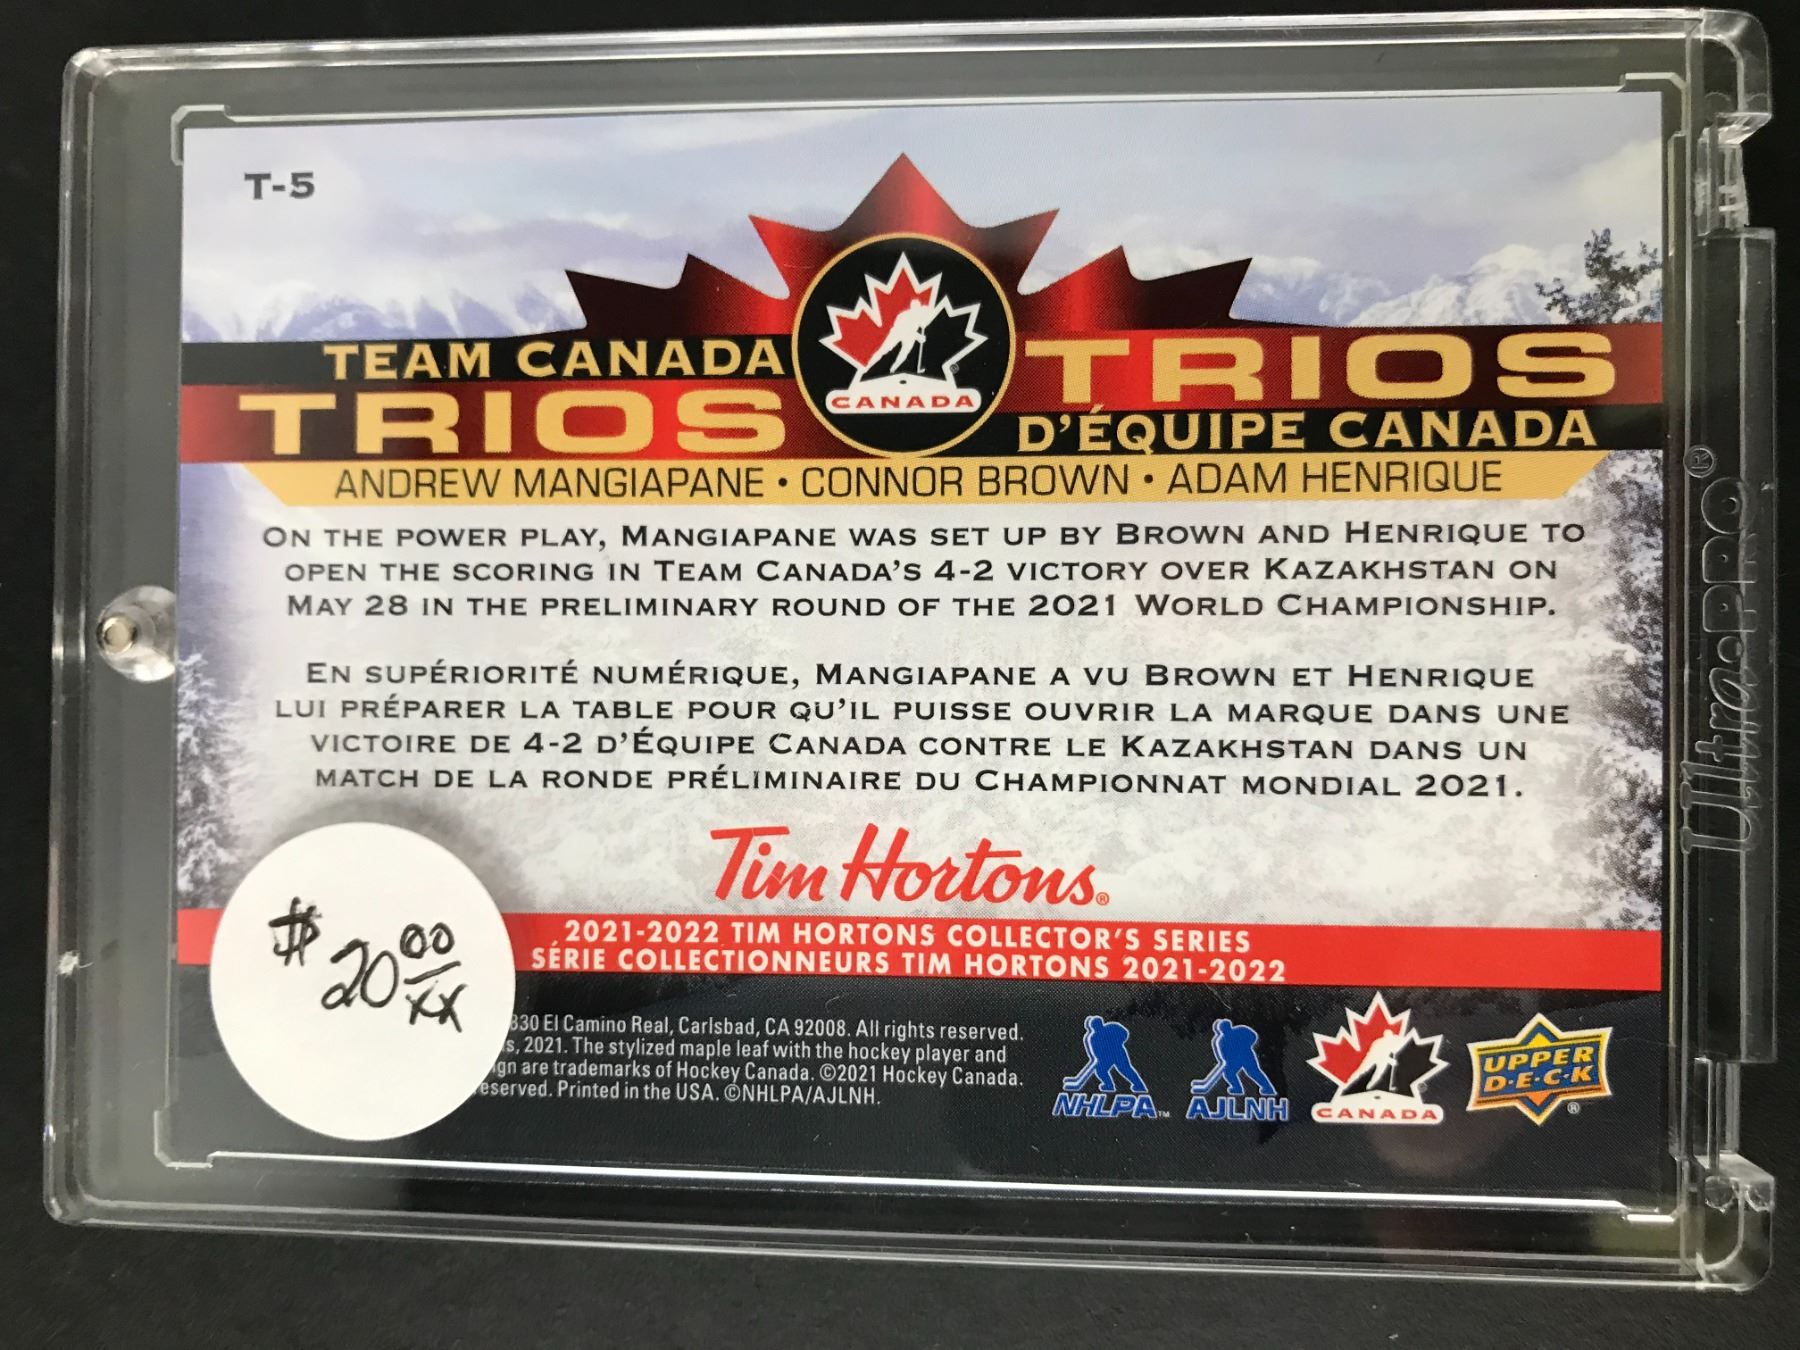 T-5
TEAM CANADA
TRIOS
CANADA
TRIOS
D'ÉQUIPE CANADA
ANDREW MANGIAPANE • CONNOR BROWN • ADAM HENRIQUE
ON THE POWER PLAY, MANGIAPANE WAS SET UP BY BROWN AND HENRIQUE TO
OPEN THE SCORING IN TEAM CANADA'S 4-2 VICTORY OVER KAZAKHSTAN ON
MAY 28 IN THE PRELIMINARY ROUND OF THE 2021 WORLD CHAMPIONSHIP.
EN SUPÉRIORITÉ NUMÉRIQUE, MANGIAPANE A VU BROWN ET HENRIQUE
LUI PRÉPARER LA TABLE POUR QU'IL PUISSE OUVRIR LA MARQUE DANS UNE
VICTOIRE DE 4-2 D'ÉQUIPE CANADA CONTRE LE KAZAKHSTAN DANS UN
MATCH DE LA RONDE PRÉLIMINAIRE DU CHAMPIONNAT MONDIAL 2021.
Tim Hortons®
2021-2022 TIM HORTONS COLLECTOR'S SERIES
SÉRIE COLLECTIONNEURS TIM HORTONS 2021-2022
$ 20 00/xx
830 El Camino Real, Carlsbad, CA 92008. All rights reserved.
s, 2021. The stylized maple leaf with the hockey player and
ign are trademarks of Hockey Canada. ©2021 Hockey Canada.
eserved. Printed in the USA. ©NHLPA/AJLNH.
NHLPA™
AJLNH
CANADA
UPPER
D·E·C·K
®
Ultra•PRO®